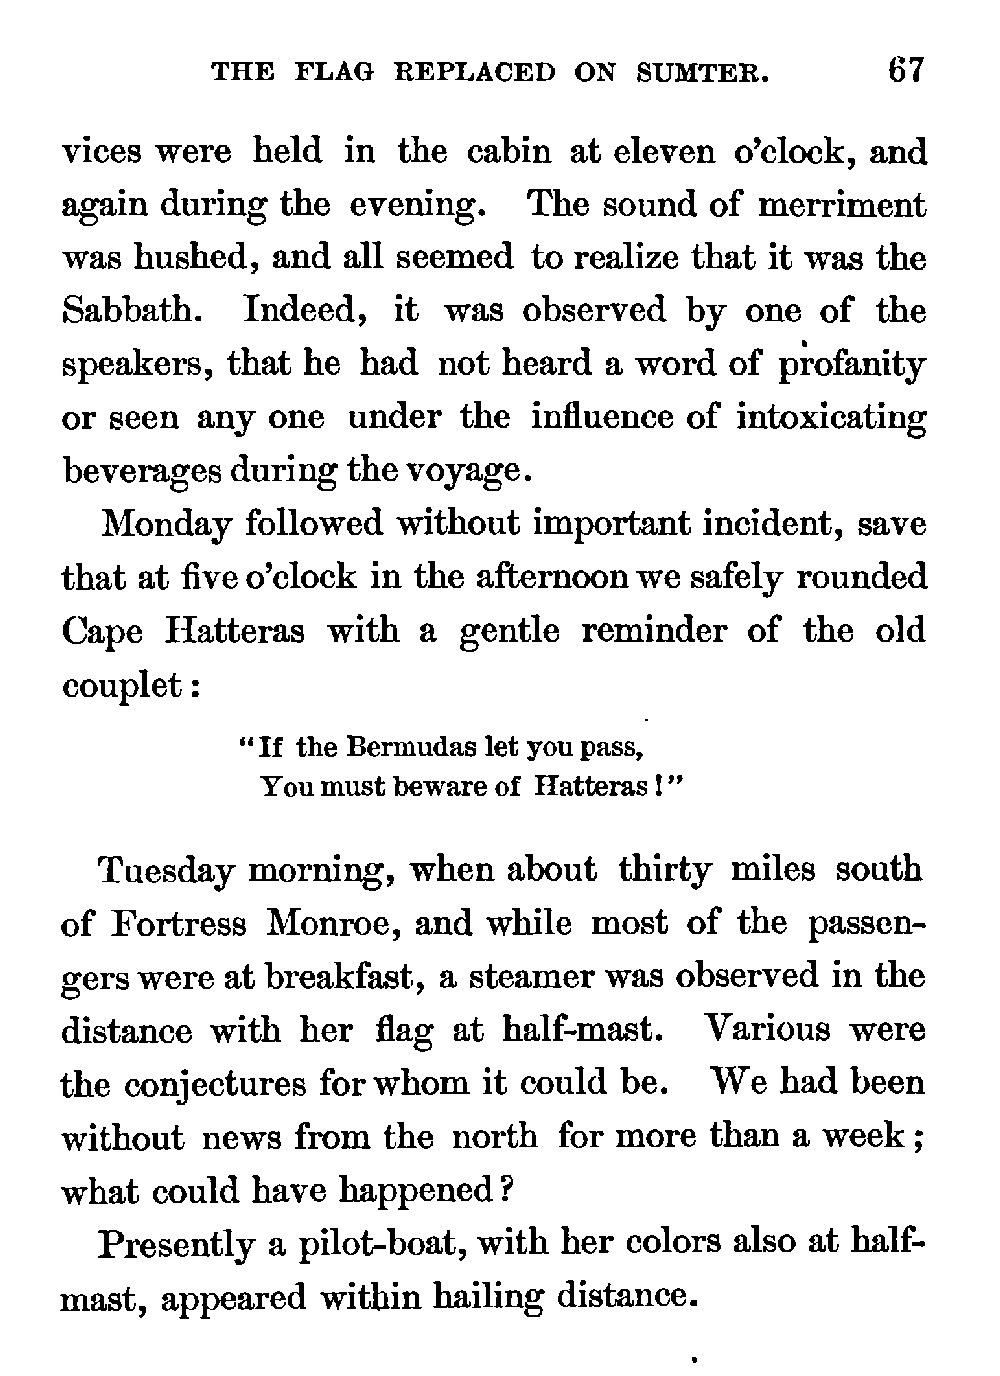 THE FLAG REPLACED ON SUMTER. 67
vices were held in the cabin at eleven o'clock, and
again during the evening. The sound of merriment
was hushed, and all seemed to realize that it was the
Sabbath. Indeed, it was observed by one of the
speakers, that he had not heard a word of profanity
or seen any one under the influence of intoxicating
beverages during the voyage.
Monday followed without important incident, save
that at five o'clock in the afternoon we safely rounded
Cape Hatteras with a gentle reminder of the old
couplet:
"If the Bermudas let you pass,
You must beware of Hatteras!"
Tuesday morning, when about thirty miles south
of Fortress Monroe, and while most of the passen-
gers were at breakfast, a steamer was observed in the
distance with her flag at half-mast. Various were
the conjectures for whom it could be. We had been
without news from the north for more than a week;
what could have happened?
Presently a pilot-boat, with her colors also at half-
mast, appeared within hailing distance.